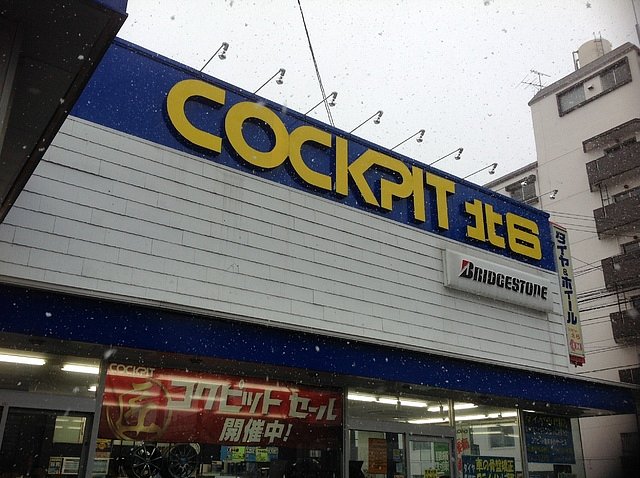 COCKPIT 北6
BRIDGESTONE
タイヤ&ホイール
COCKPIT
匠
コクピット セール
開催中!